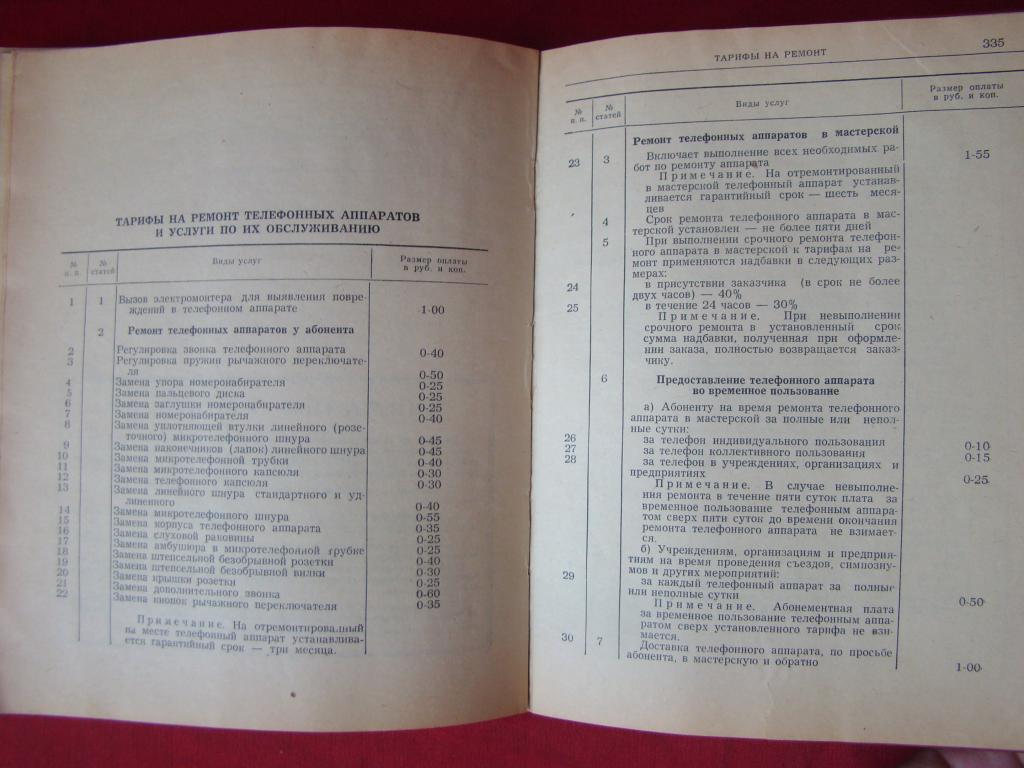 ТАРИФЫ НА РЕМОНТ ТЕЛЕФОННЫХ АППАРАТОВ
И УСЛУГИ ПО ИХ ОБСЛУЖИВАНИЮ
№ п. п. № статей Виды услуг Размер оплаты в руб. и коп.
1 1 Вызов электромонтера для выявления повре-
ждений в телефонном аппарате 1-00
2 Ремонт телефонных аппаратов у абонента
2 Регулировка звонка телефонного аппарата 0-40
3 Регулировка пружин рычажного переключате-
ля 0-50
4 Замена упора номеронабирателя 0-25
5 Замена пальцевого диска 0-25
6 Замена заглушки номеронабирателя 0-25
7 Замена номеронабирателя 0-40
8 Замена уплотняющей втулки линейного (розе-
точного) микротелефонного шнура 0-45
9 Замена наконечников (лапок) линейного шнура 0-45
10 Замена микротелефонной трубки 0-40
11 Замена микротелефонного капсюля 0-30
12 Замена телефонного капсюля 0-30
13 Замена линейного шнура стандартного и уд-
линенного 0-40
14 Замена микротелефонного шнура 0-55
15 Замена корпуса телефонного аппарата 0-35
16 Замена слуховой раковины 0-25
17 Замена амбушюра в микротелефонной трубке 0-25
18 Замена штепсельной безобрывной розетки 0-40
19 Замена штепсельной безобрывной вилки 0-30
20 Замена крышки розетки 0-25
21 Замена дополнительного звонка 0-60
22 Замена кнопок рычажного переключателя 0-35
Примечание. На отремонтированный
на месте телефонный аппарат устанавлива-
ется гарантийный срок — три месяца.
ТАРИФЫ НА РЕМОНТ 335
№ п. п. № статей Виды услуг Размер оплаты в руб. и коп.
Ремонт телефонных аппаратов в мастерской
23 3 Включает выполнение всех необходимых ра-
бот по ремонту аппарата 1-55
Примечание. На отремонтированный
в мастерской телефонный аппарат устанав-
ливается гарантийный срок — шесть меся-
цев
4 Срок ремонта телефонного аппарата в мас-
терской установлен — не более пяти дней
5 При выполнении срочного ремонта телефон-
ного аппарата в мастерской к тарифам на ре-
монт применяются надбавки в следующих раз-
мерах:
24 в присутствии заказчика (в срок не более
двух часов) — 40%
25 в течение 24 часов — 30%
Примечание. При невыполнении
срочного ремонта в установленный срок
сумма надбавки, полученная при оформле-
нии заказа, полностью возвращается заказ-
чику.
6 Предоставление телефонного аппарата
во временное пользование
а) Абоненту на время ремонта телефонного
аппарата в мастерской за полные или непол-
ные сутки:
26 за телефон индивидуального пользования 0-10
27 за телефон коллективного пользования 0-15
28 за телефон в учреждениях, организациях и
предприятиях 0-25
Примечание. В случае невыполне-
ния ремонта в течение пяти суток плата за
временное пользование телефонным аппара-
том сверх пяти суток до времени окончания
ремонта телефонного аппарата не взимает-
ся.
б) Учреждениям, организациям и предприя-
тиям на время проведения съездов, симпозиу-
мов и других мероприятий:
29 за каждый телефонный аппарат за полные
или неполные сутки 0-50
Примечание. Абонементная плата
за временное пользование телефонным аппа-
ратом сверх установленного тарифа не взи-
мается.
30 7 Доставка телефонного аппарата, по просьбе
абонента, в мастерскую и обратно 1-00